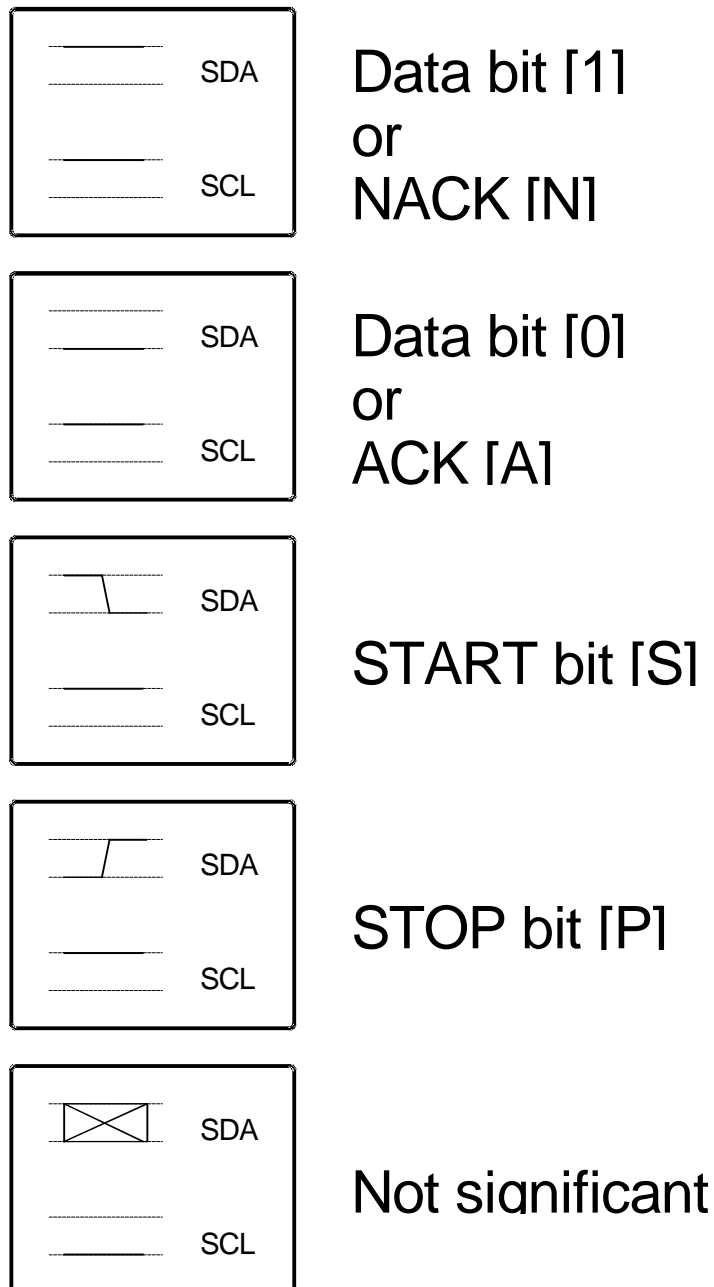 SDA
SCL
Data bit [1]
or
NACK [N]
SDA
SCL
Data bit [0]
or
ACK [A]
SDA
SCL
START bit [S]
SDA
SCL
STOP bit [P]
SDA
SCL
Not significant